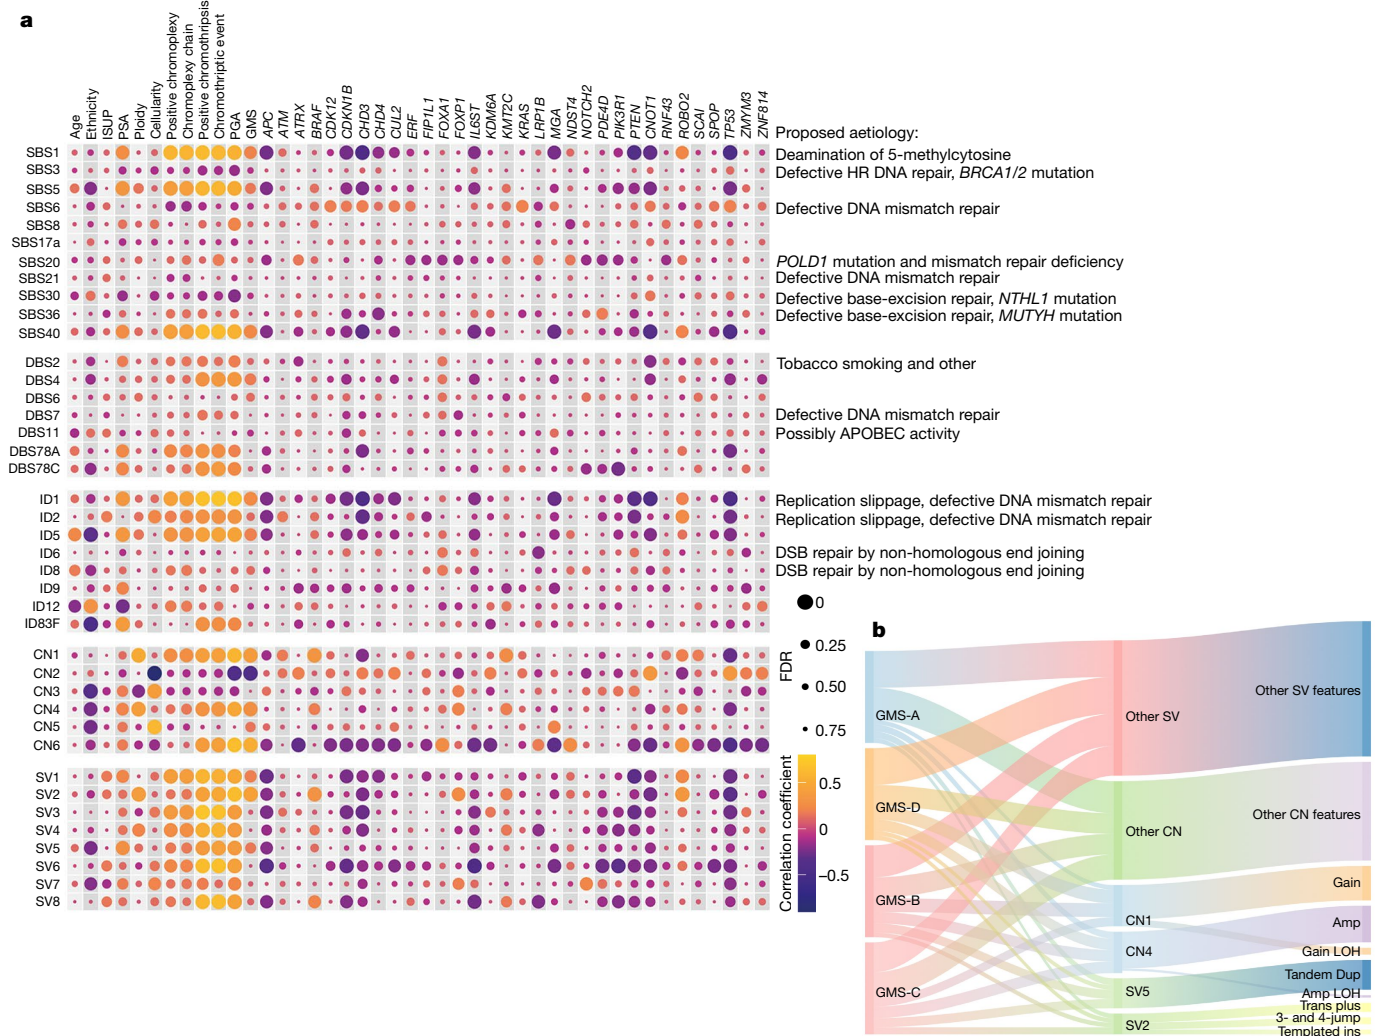 a
Age
Ethnicity
ISUP
PSA
Ploidy
Cellularity
Positive chromoplexy
Chromoplexy chain
Positive chromothripsis
Chromothriptic event
PGA
GMS
APC
ATM
ATRX
BRAF
CDK12
CDKN1B
CHD3
CHD4
CUL2
ERF
FIP1L1
FOXA1
FOXP1
IL6ST
KDM6A
KMT2C
KRAS
LRP1B
MGA
NDST4
NOTCH2
PDE4D
PIK3R1
PTEN
CNOT1
RNF43
ROBO2
SCAI
SPOP
TP53
ZMYM3
ZNF814
Proposed aetiology:
SBS1 Deamination of 5-methylcytosine
SBS3 Defective HR DNA repair, BRCA1/2 mutation
SBS5
SBS6 Defective DNA mismatch repair
SBS8
SBS17a
SBS20 POLD1 mutation and mismatch repair deficiency
SBS21 Defective DNA mismatch repair
SBS30 Defective base-excision repair, NTHL1 mutation
SBS36 Defective base-excision repair, MUTYH mutation
SBS40
DBS2 Tobacco smoking and other
DBS4
DBS6
DBS7 Defective DNA mismatch repair
DBS11 Possibly APOBEC activity
DBS78A
DBS78C
ID1 Replication slippage, defective DNA mismatch repair
ID2 Replication slippage, defective DNA mismatch repair
ID5
ID6 DSB repair by non-homologous end joining
ID8 DSB repair by non-homologous end joining
ID9
ID12
ID83F
CN1
CN2
CN3
CN4
CN5
CN6
SV1
SV2
SV3
SV4
SV5
SV6
SV7
SV8
FDR
0
0.25
0.50
0.75
Correlation coefficient
0.5
0
−0.5
b
GMS-A
GMS-D
GMS-B
GMS-C
Other SV
Other CN
CN1
CN4
SV5
SV2
Other SV features
Other CN features
Gain
Amp
Gain LOH
Tandem Dup
Amp LOH
Trans plus
3- and 4-jump
Templated ins